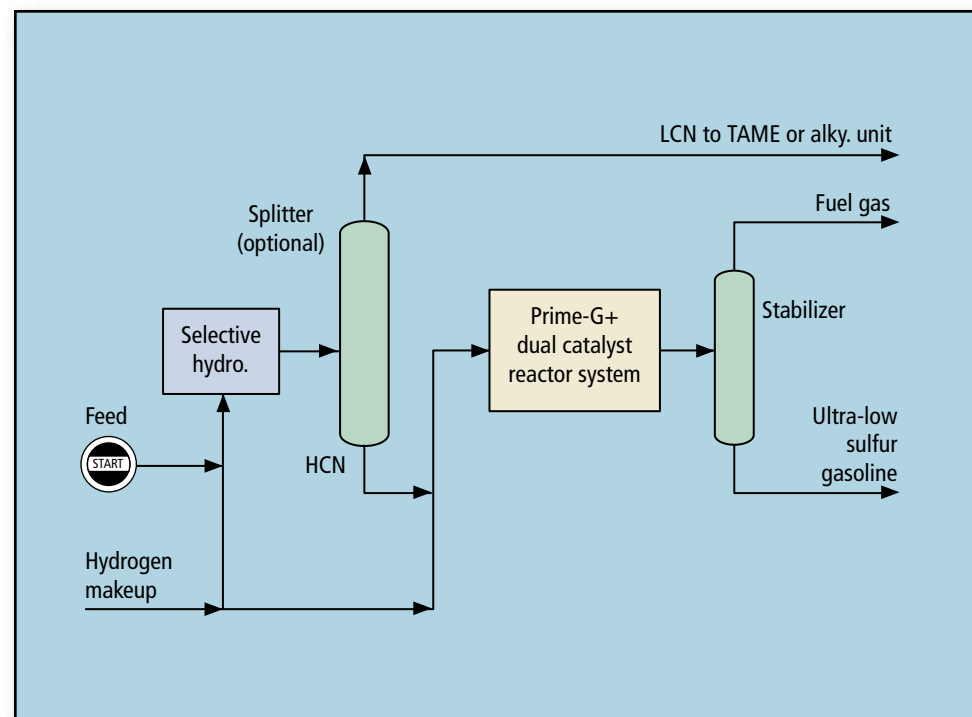 LCN to TAME or alky. unit
Splitter
(optional)
Fuel gas
Selective
hydro.
Prime-G+
dual catalyst
reactor system
Stabilizer
Feed
START
HCN
Ultra-low
sulfur
gasoline
Hydrogen
makeup